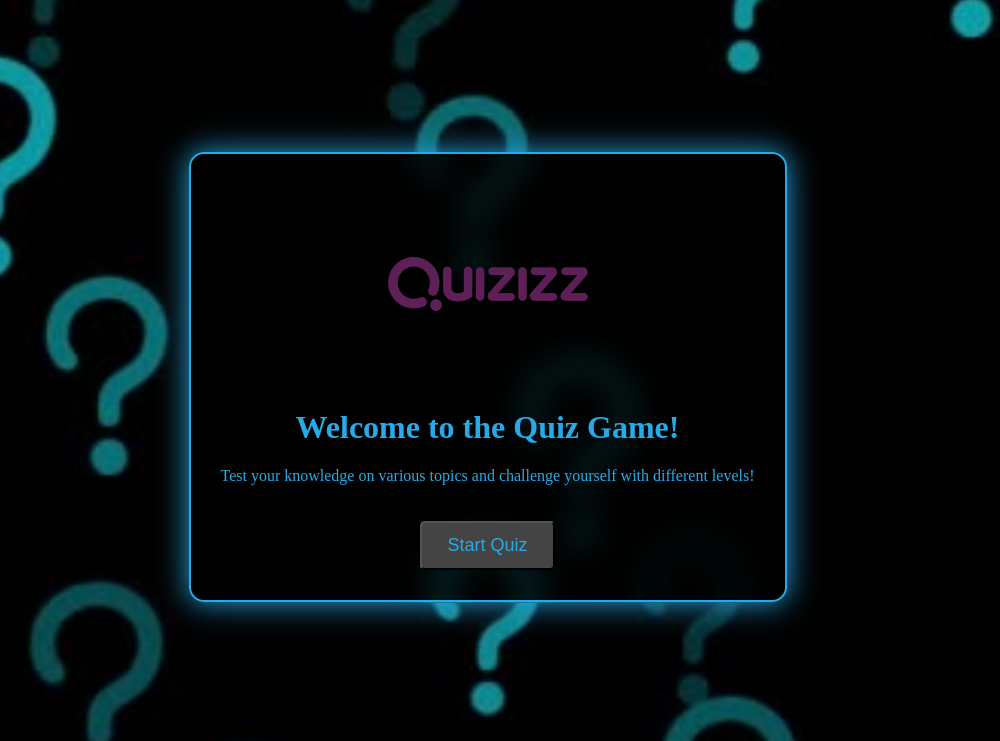 Quizizz
Welcome to the Quiz Game!
Test your knowledge on various topics and challenge yourself with different levels!
Start Quiz